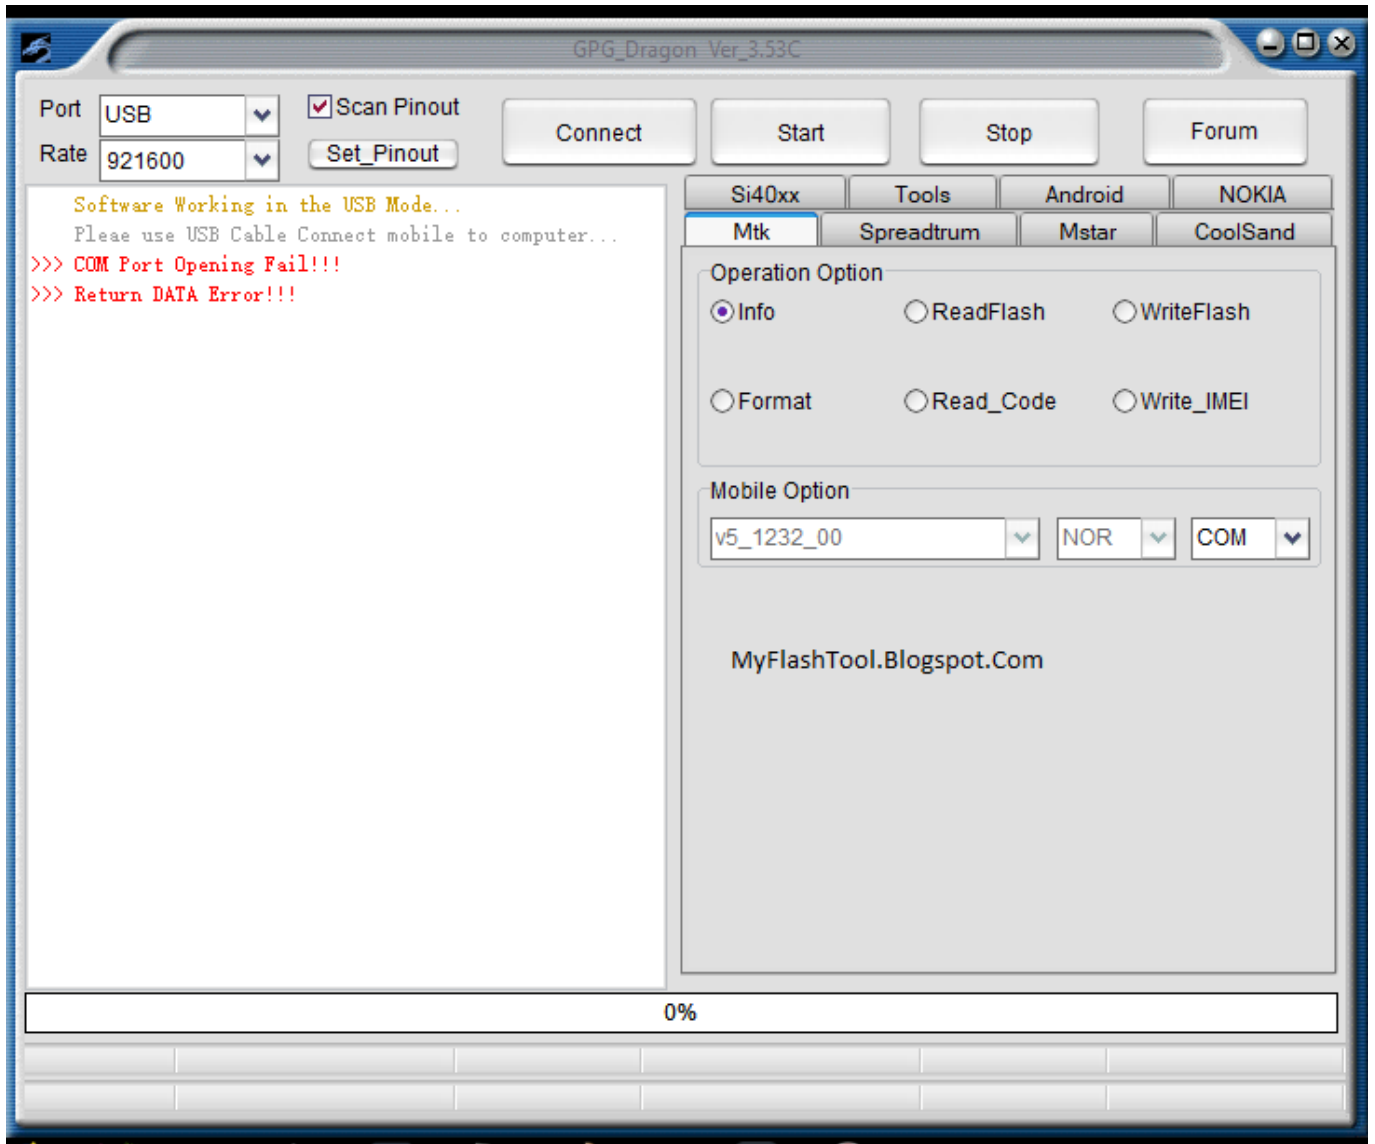 GPG_Dragon Ver_3.53C
Port USB
Scan Pinout
Rate 921600
Set_Pinout
Connect
Start
Stop
Forum
Software Working in the USB Mode...
Pleae use USB Cable Connect mobile to computer...
>>> COM Port Opening Fail!!!
>>> Return DATA Error!!!
Si40xx Tools Android NOKIA
Mtk Spreadtrum Mstar CoolSand
Operation Option
Info ReadFlash WriteFlash
Format Read_Code Write_IMEI
Mobile Option
v5_1232_00 NOR COM
MyFlashTool.Blogspot.Com
0%